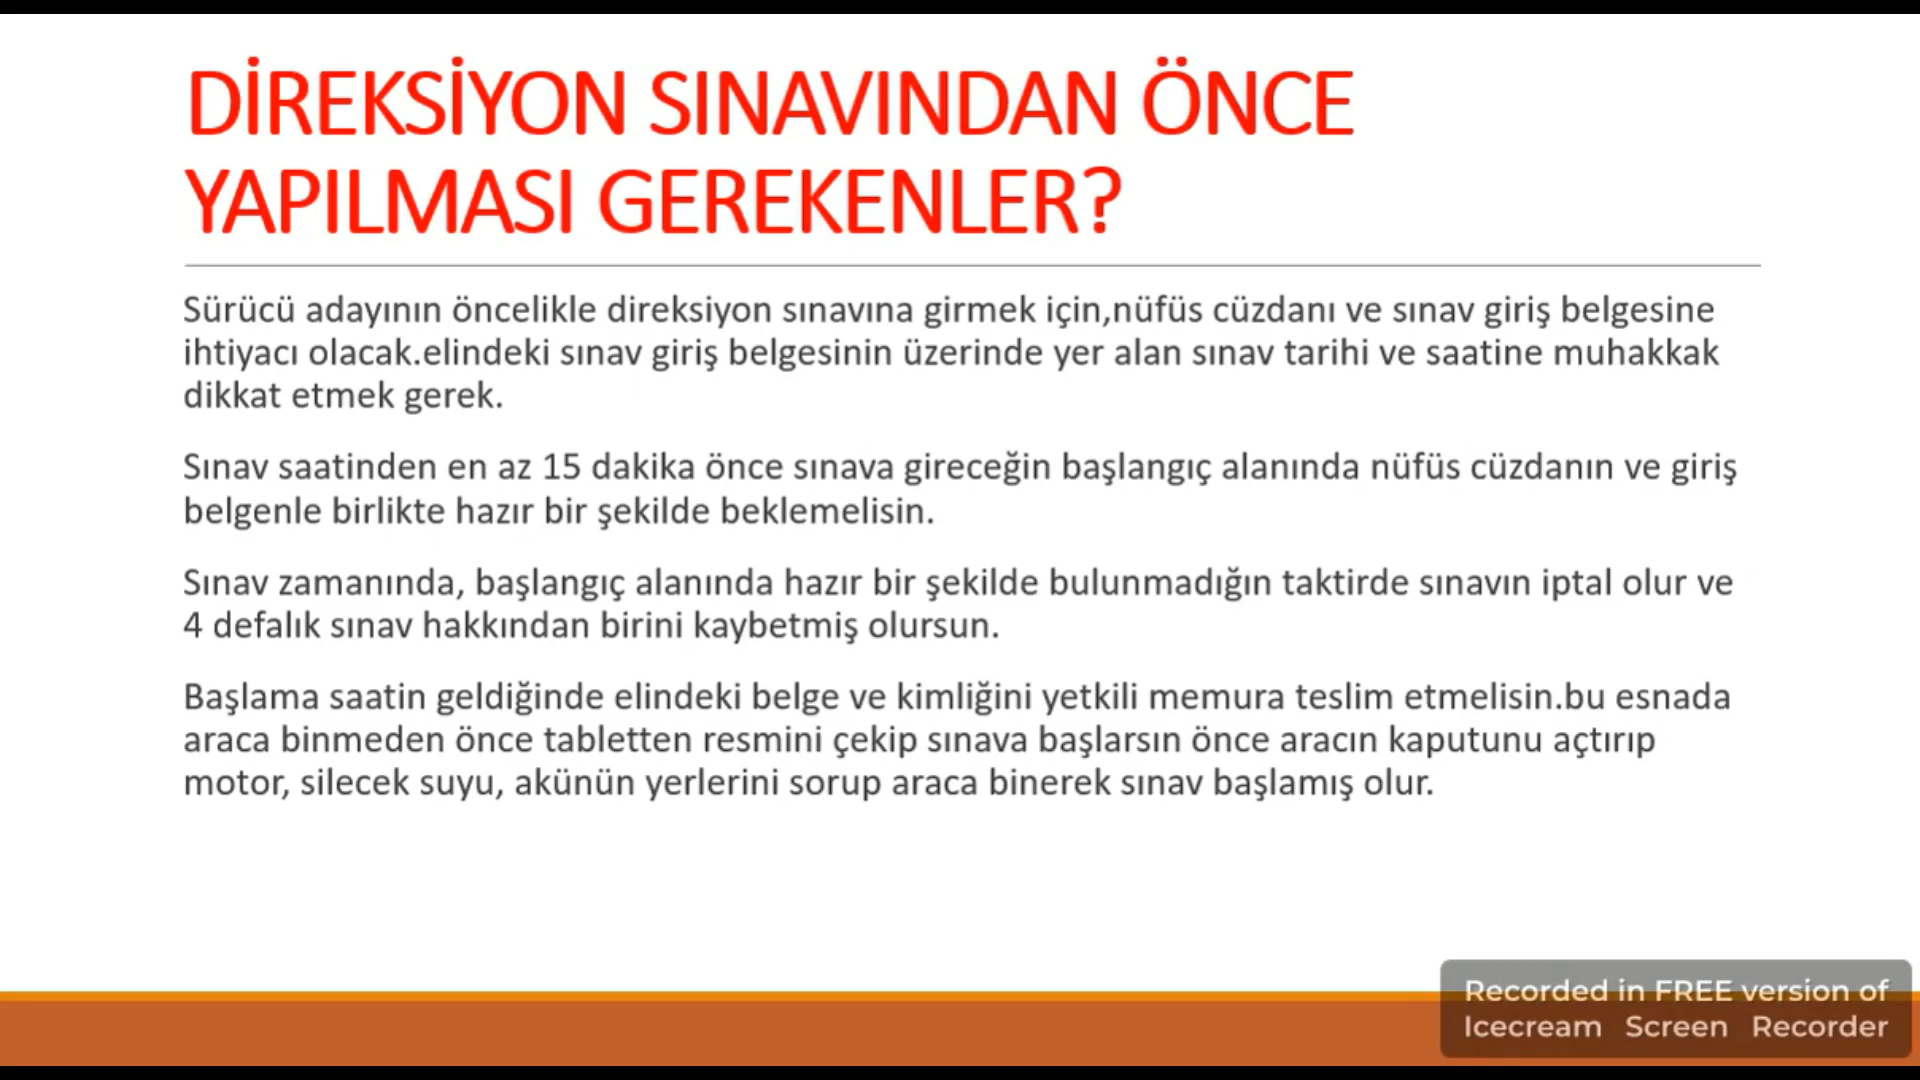 DİREKSİYON SINAVINDAN ÖNCE
YAPILMASI GEREKENLER?
Sürücü adayının öncelikle direksiyon sınavına girmek için,nüfüs cüzdanı ve sınav giriş belgesine
ihtiyacı olacak.elindeki sınav giriş belgesinin üzerinde yer alan sınav tarihi ve saatine muhakkak
dikkat etmek gerek.
Sınav saatinden en az 15 dakika önce sınava gireceğin başlangıç alanında nüfüs cüzdanın ve giriş
belgenle birlikte hazır bir şekilde beklemelisin.
Sınav zamanında, başlangıç alanında hazır bir şekilde bulunmadığın taktirde sınavın iptal olur ve
4 defalık sınav hakkından birini kaybetmiş olursun.
Başlama saatin geldiğinde elindeki belge ve kimliğini yetkili memura teslim etmelisin.bu esnada
araca binmeden önce tabletten resmini çekip sınava başlarsın önce aracın kaputunu açtırıp
motor, silecek suyu, akünün yerlerini sorup araca binerek sınav başlamış olur.
Recorded in FREE version of
Icecream Screen Recorder